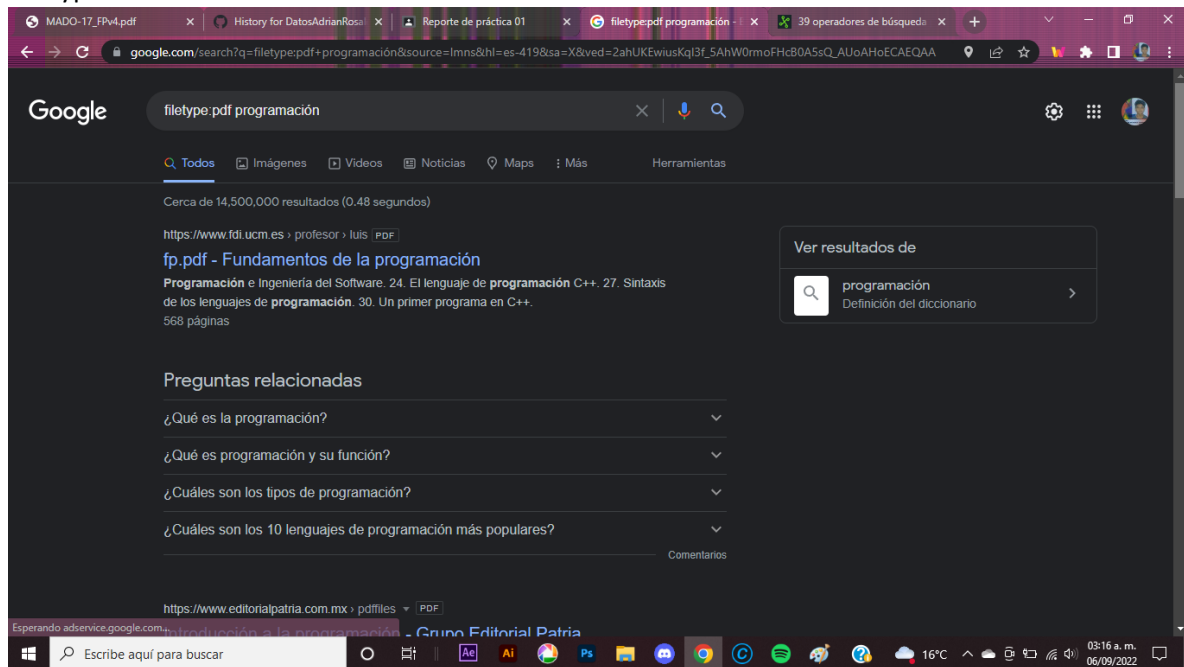 MADO-17_FPv4.pdf
History for DatosAdrianRosal
Reporte de práctica 01
filetype:pdf programación -
39 operadores de búsqueda
google.com/search?q=filetype:pdf+programación&source=lmns&hl=es-419&sa=X&ved=2ahUKEwiusKqI3f_5AhW0rmoFHcB0A5sQ_AUoAHoECAEQAA
Google
filetype:pdf programación
Todos
Imágenes
Videos
Noticias
Maps
Más
Herramientas
Cerca de 14,500,000 resultados (0.48 segundos)
https://www.fdi.ucm.es › profesor › luis PDF
fp.pdf - Fundamentos de la programación
Programación e Ingeniería del Software. 24. El lenguaje de programación C++. 27. Sintaxis
de los lenguajes de programación. 30. Un primer programa en C++.
568 páginas
Ver resultados de
programación
Definición del diccionario
Preguntas relacionadas
¿Qué es la programación?
¿Qué es programación y su función?
¿Cuáles son los tipos de programación?
¿Cuáles son los 10 lenguajes de programación más populares?
Comentarios
https://www.editorialpatria.com.mx › pdffiles PDF
Introducción a la programación - Grupo Editorial Patria
Esperando adservice.google.com...
Escribe aquí para buscar
Ae
Ai
Ps
16°C
03:16 a. m.
06/09/2022